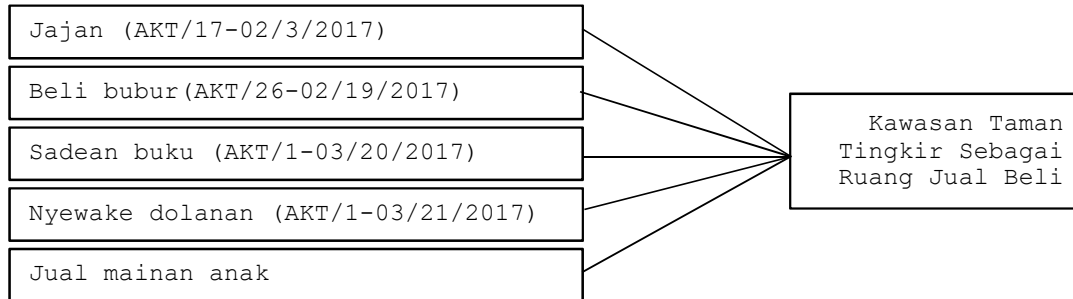 Jajan (AKT/17-02/3/2017)
Beli bubur(AKT/26-02/19/2017)
Sadean buku (AKT/1-03/20/2017)
Nyewake dolanan (AKT/1-03/21/2017)
Jual mainan anak
Kawasan Taman
Tingkir Sebagai
Ruang Jual Beli